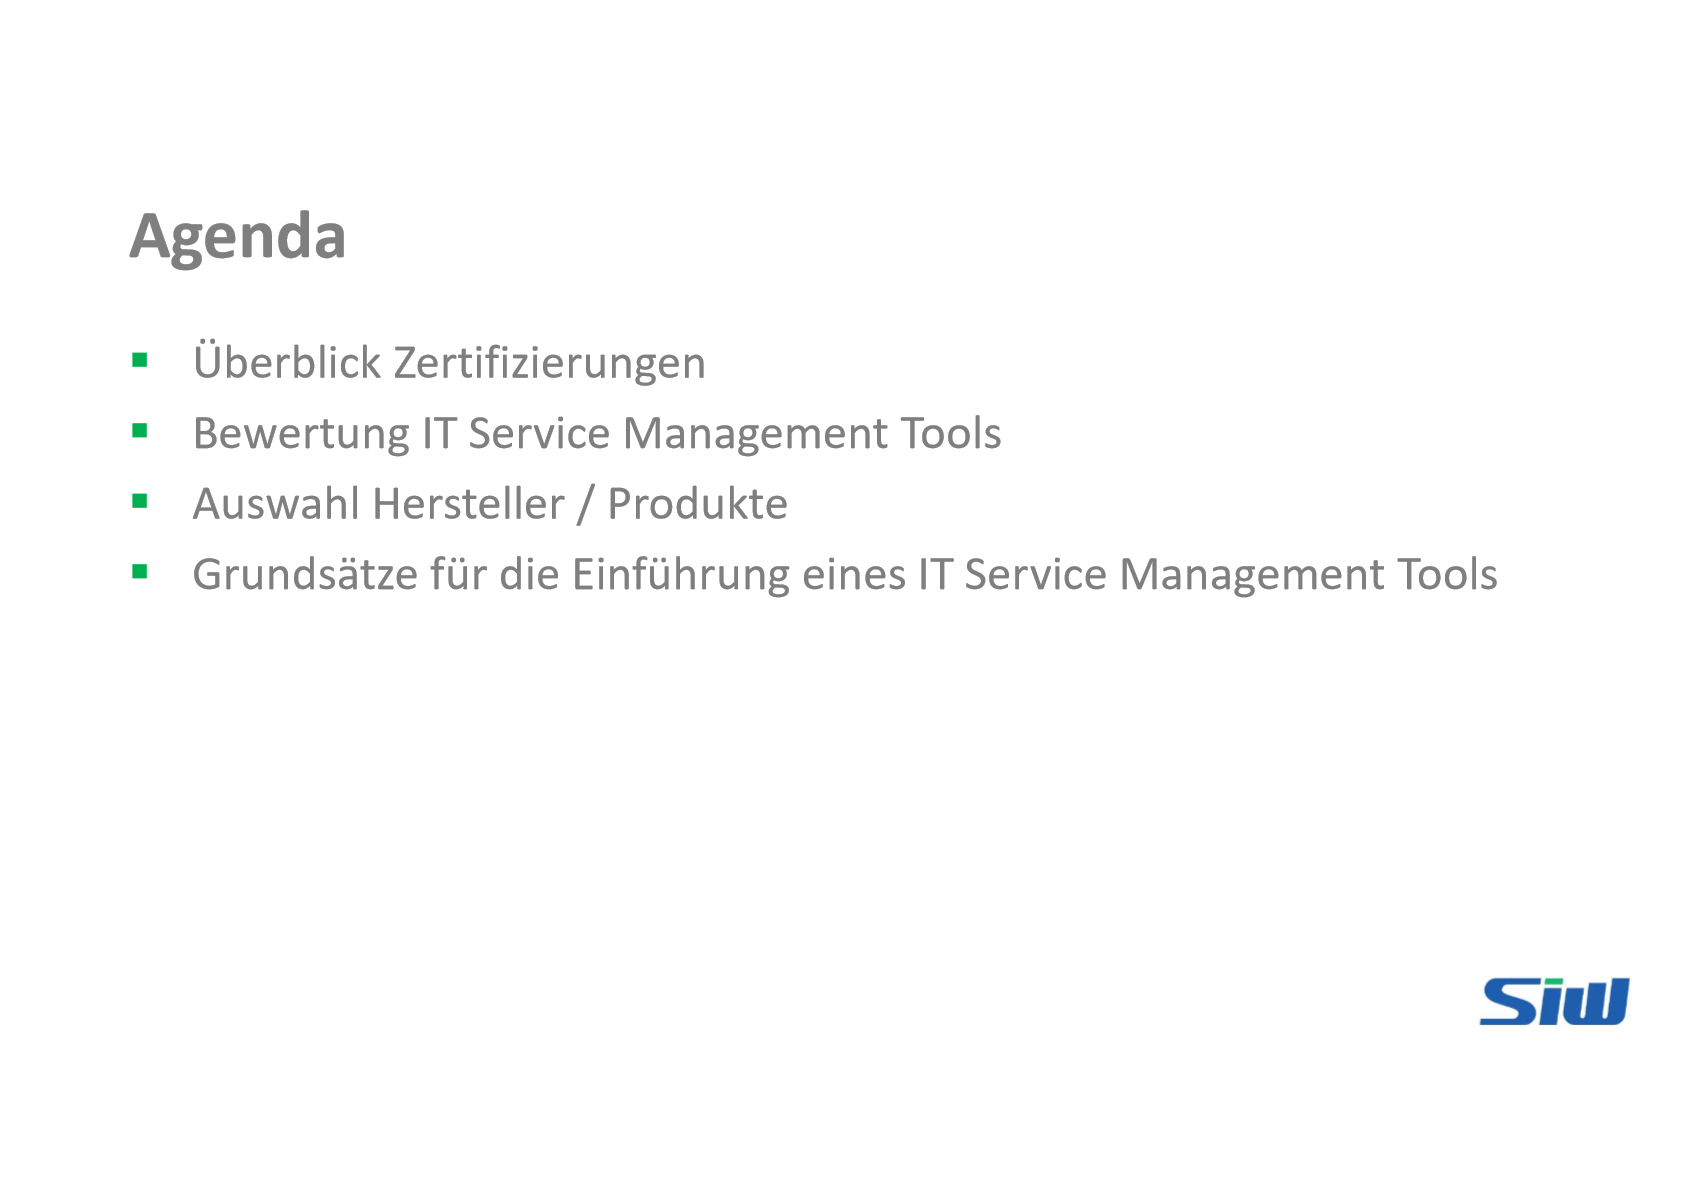 Agenda
Überblick Zertifizierungen
Bewertung IT Service Management Tools
Auswahl Hersteller / Produkte
Grundsätze für die Einführung eines IT Service Management Tools
Siw